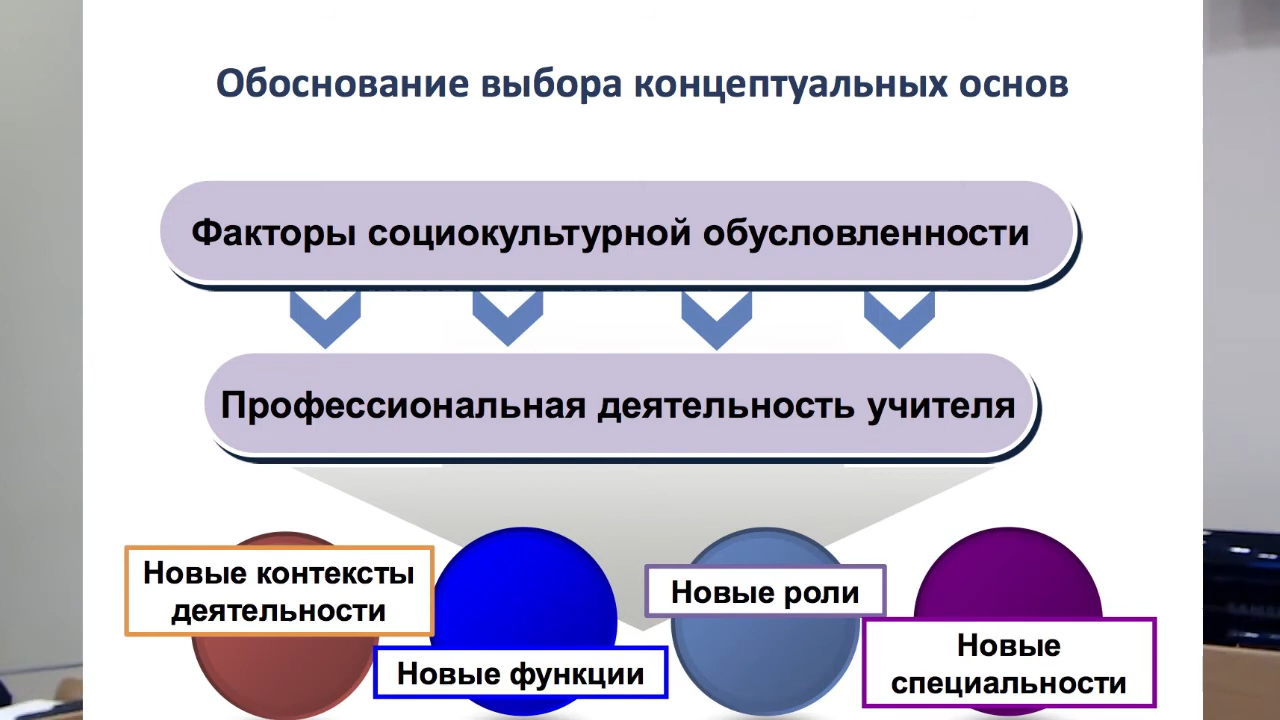 Обоснование выбора концептуальных основ
Факторы социокультурной обусловленности
Профессиональная деятельность учителя
Новые контексты
деятельности
Новые функции
Новые роли
Новые
специальности